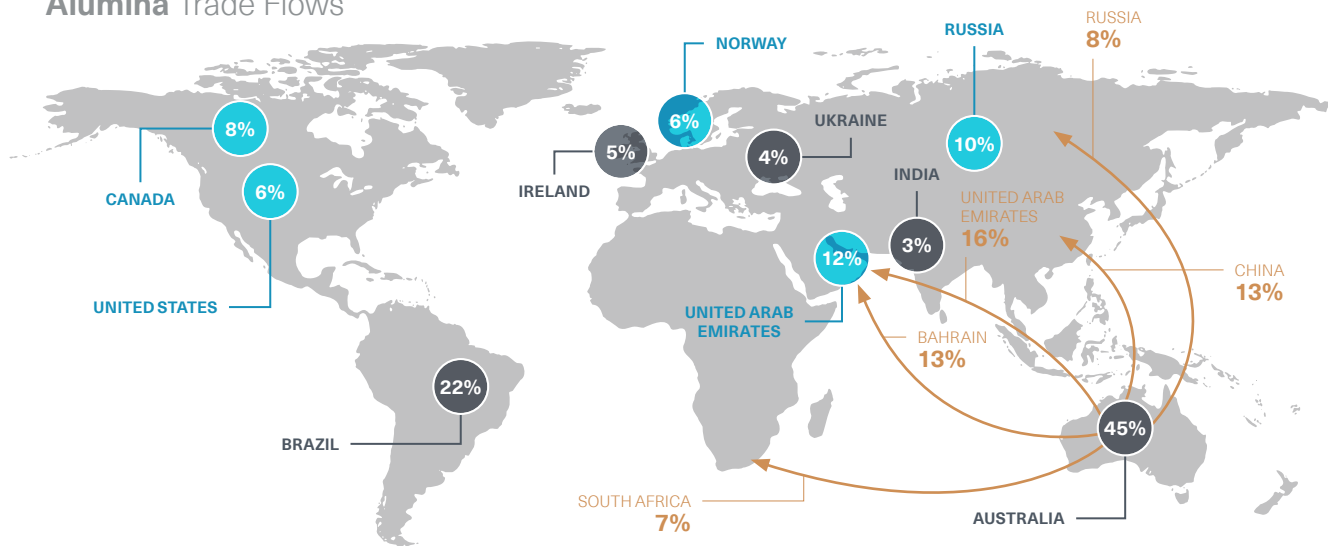 Alumina Trade Flows
RUSSIA
8%
NORWAY
RUSSIA
6%
UKRAINE
8%
10%
5%
4%
IRELAND
INDIA
CANADA
6%
UNITED ARAB
EMIRATES
16%
3%
12%
CHINA
13%
UNITED STATES
UNITED ARAB
EMIRATES
BAHRAIN
13%
22%
45%
BRAZIL
SOUTH AFRICA
7%
AUSTRALIA